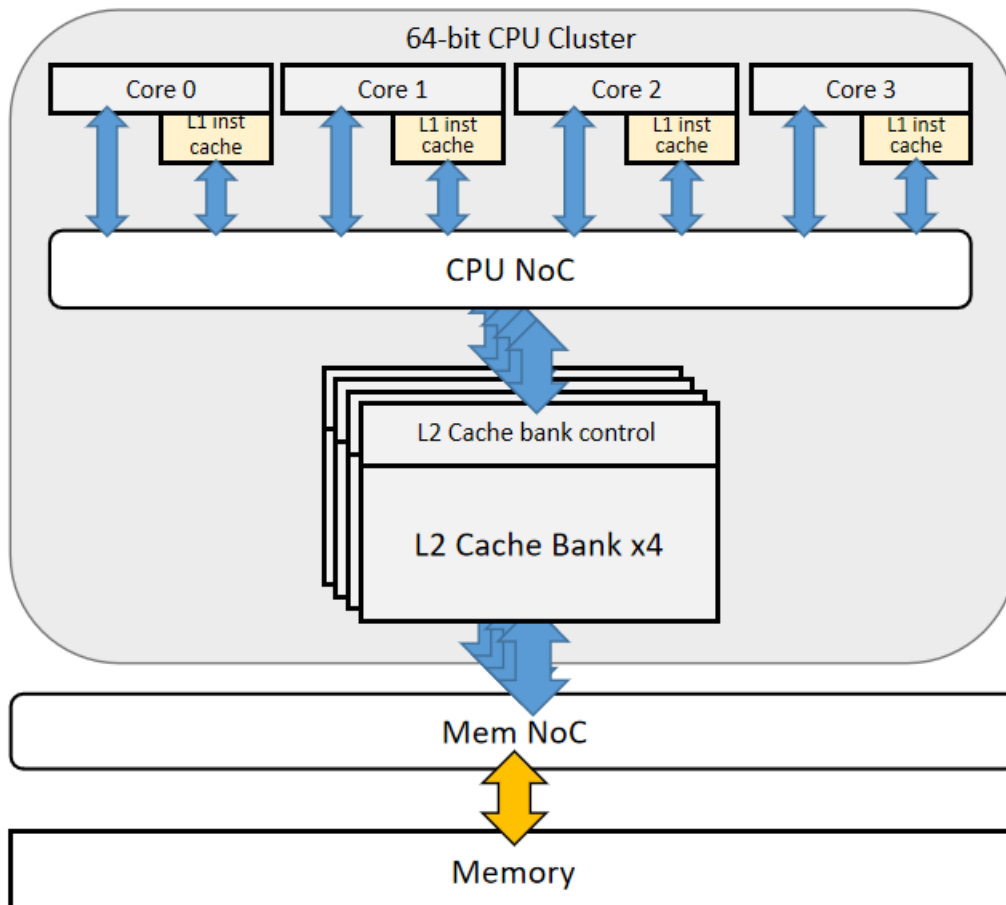 64-bit CPU Cluster
Core 0
Core 1
Core 2
Core 3
L1 inst
cache
L1 inst
cache
L1 inst
cache
L1 inst
cache
CPU NoC
L2 Cache bank control
L2 Cache Bank x4
Mem NoC
Memory